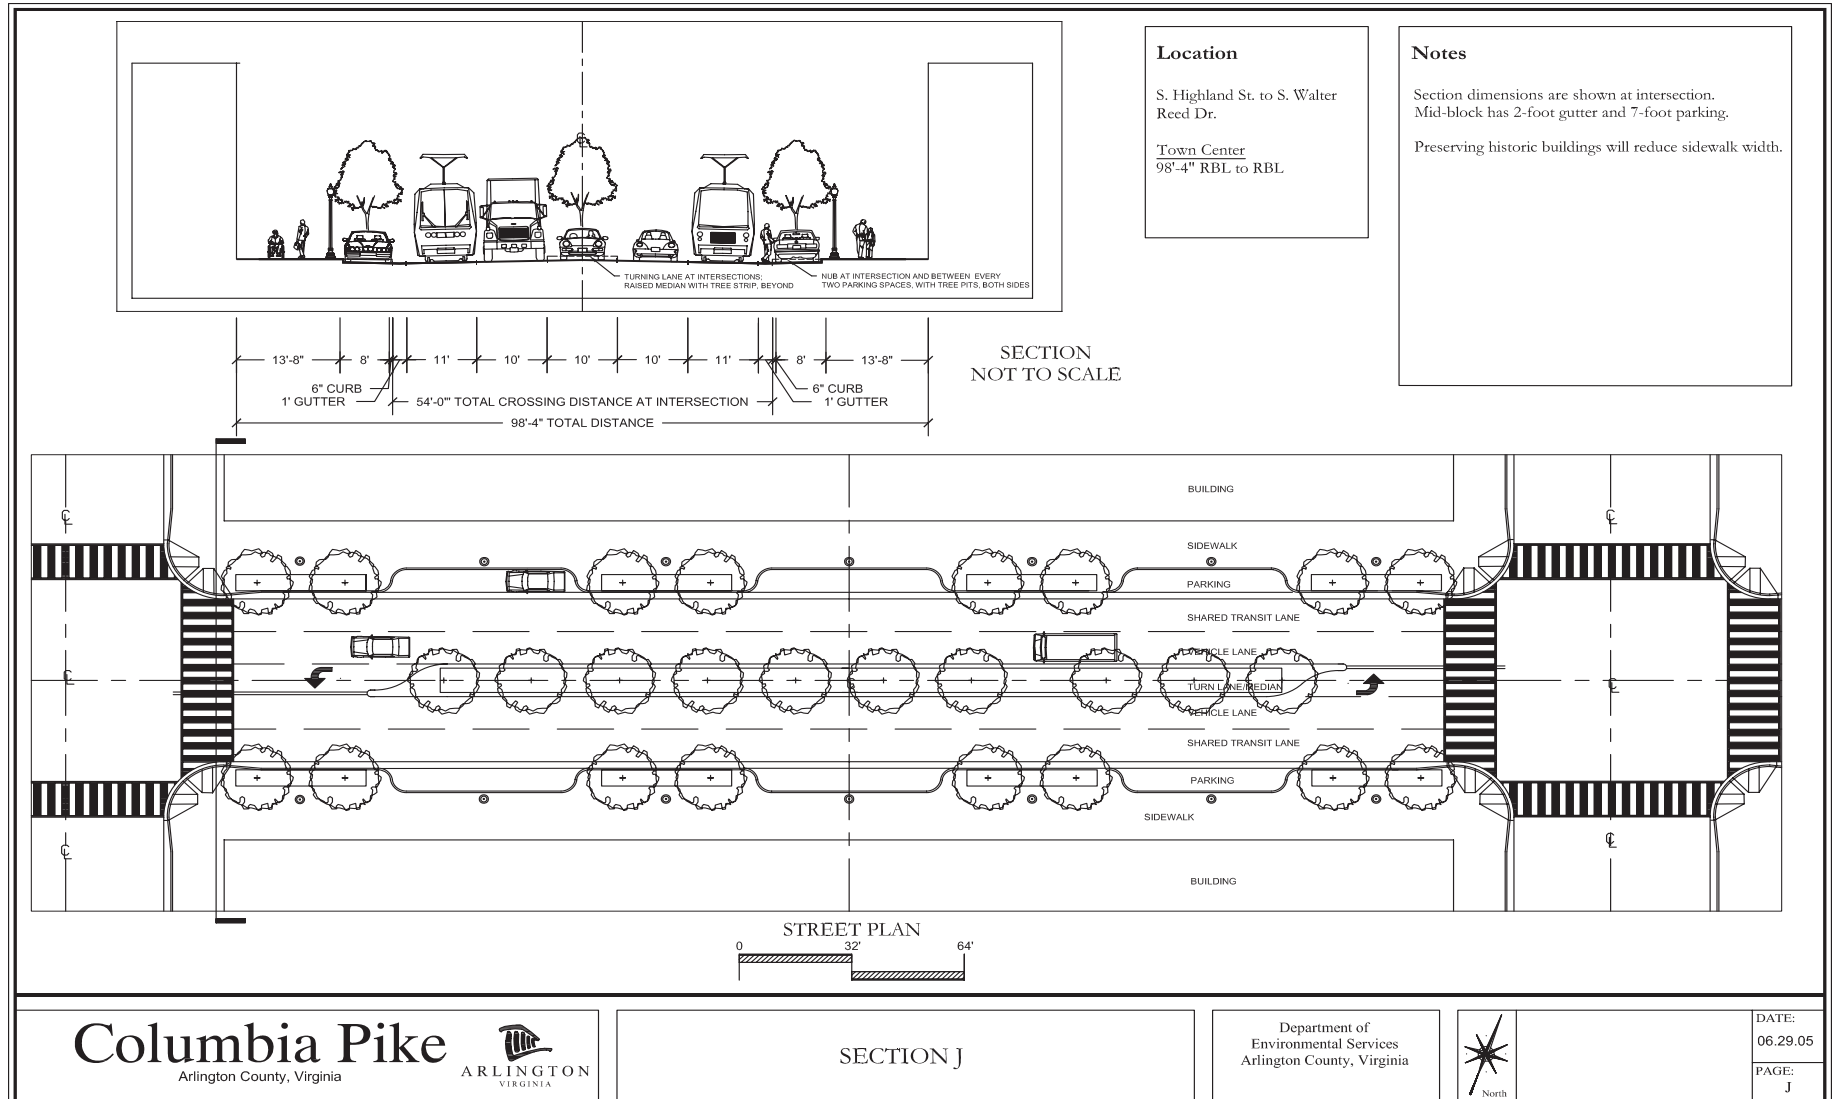 Location
S. Highland St. to S. Walter
Reed Dr.
Town Center
98'-4" RBL to RBL
Notes
Section dimensions are shown at intersection.
Mid-block has 2-foot gutter and 7-foot parking.
Preserving historic buildings will reduce sidewalk width.
CL
TURNING LANE AT INTERSECTIONS;
RAISED MEDIAN WITH TREE STRIP, BEYOND
NUB AT INTERSECTION AND BETWEEN EVERY
TWO PARKING SPACES, WITH TREE PITS, BOTH SIDES
13'-8" 8' 11' 10' 10' 10' 11' 8' 13'-8"
6" CURB 6" CURB
1' GUTTER 1' GUTTER
54'-0'" TOTAL CROSSING DISTANCE AT INTERSECTION
98'-4" TOTAL DISTANCE
SECTION
NOT TO SCALE
BUILDING
CL CL
SIDEWALK
PARKING
SHARED TRANSIT LANE
VEHICLE LANE
CL CL
TURN LANE/MEDIAN
VEHICLE LANE
SHARED TRANSIT LANE
PARKING
SIDEWALK
CL CL
BUILDING
STREET PLAN
0 32' 64'
Columbia Pike
Arlington County, Virginia
ARLINGTON
VIRGINIA
SECTION J
Department of
Environmental Services
Arlington County, Virginia
North
DATE:
06.29.05
PAGE:
J